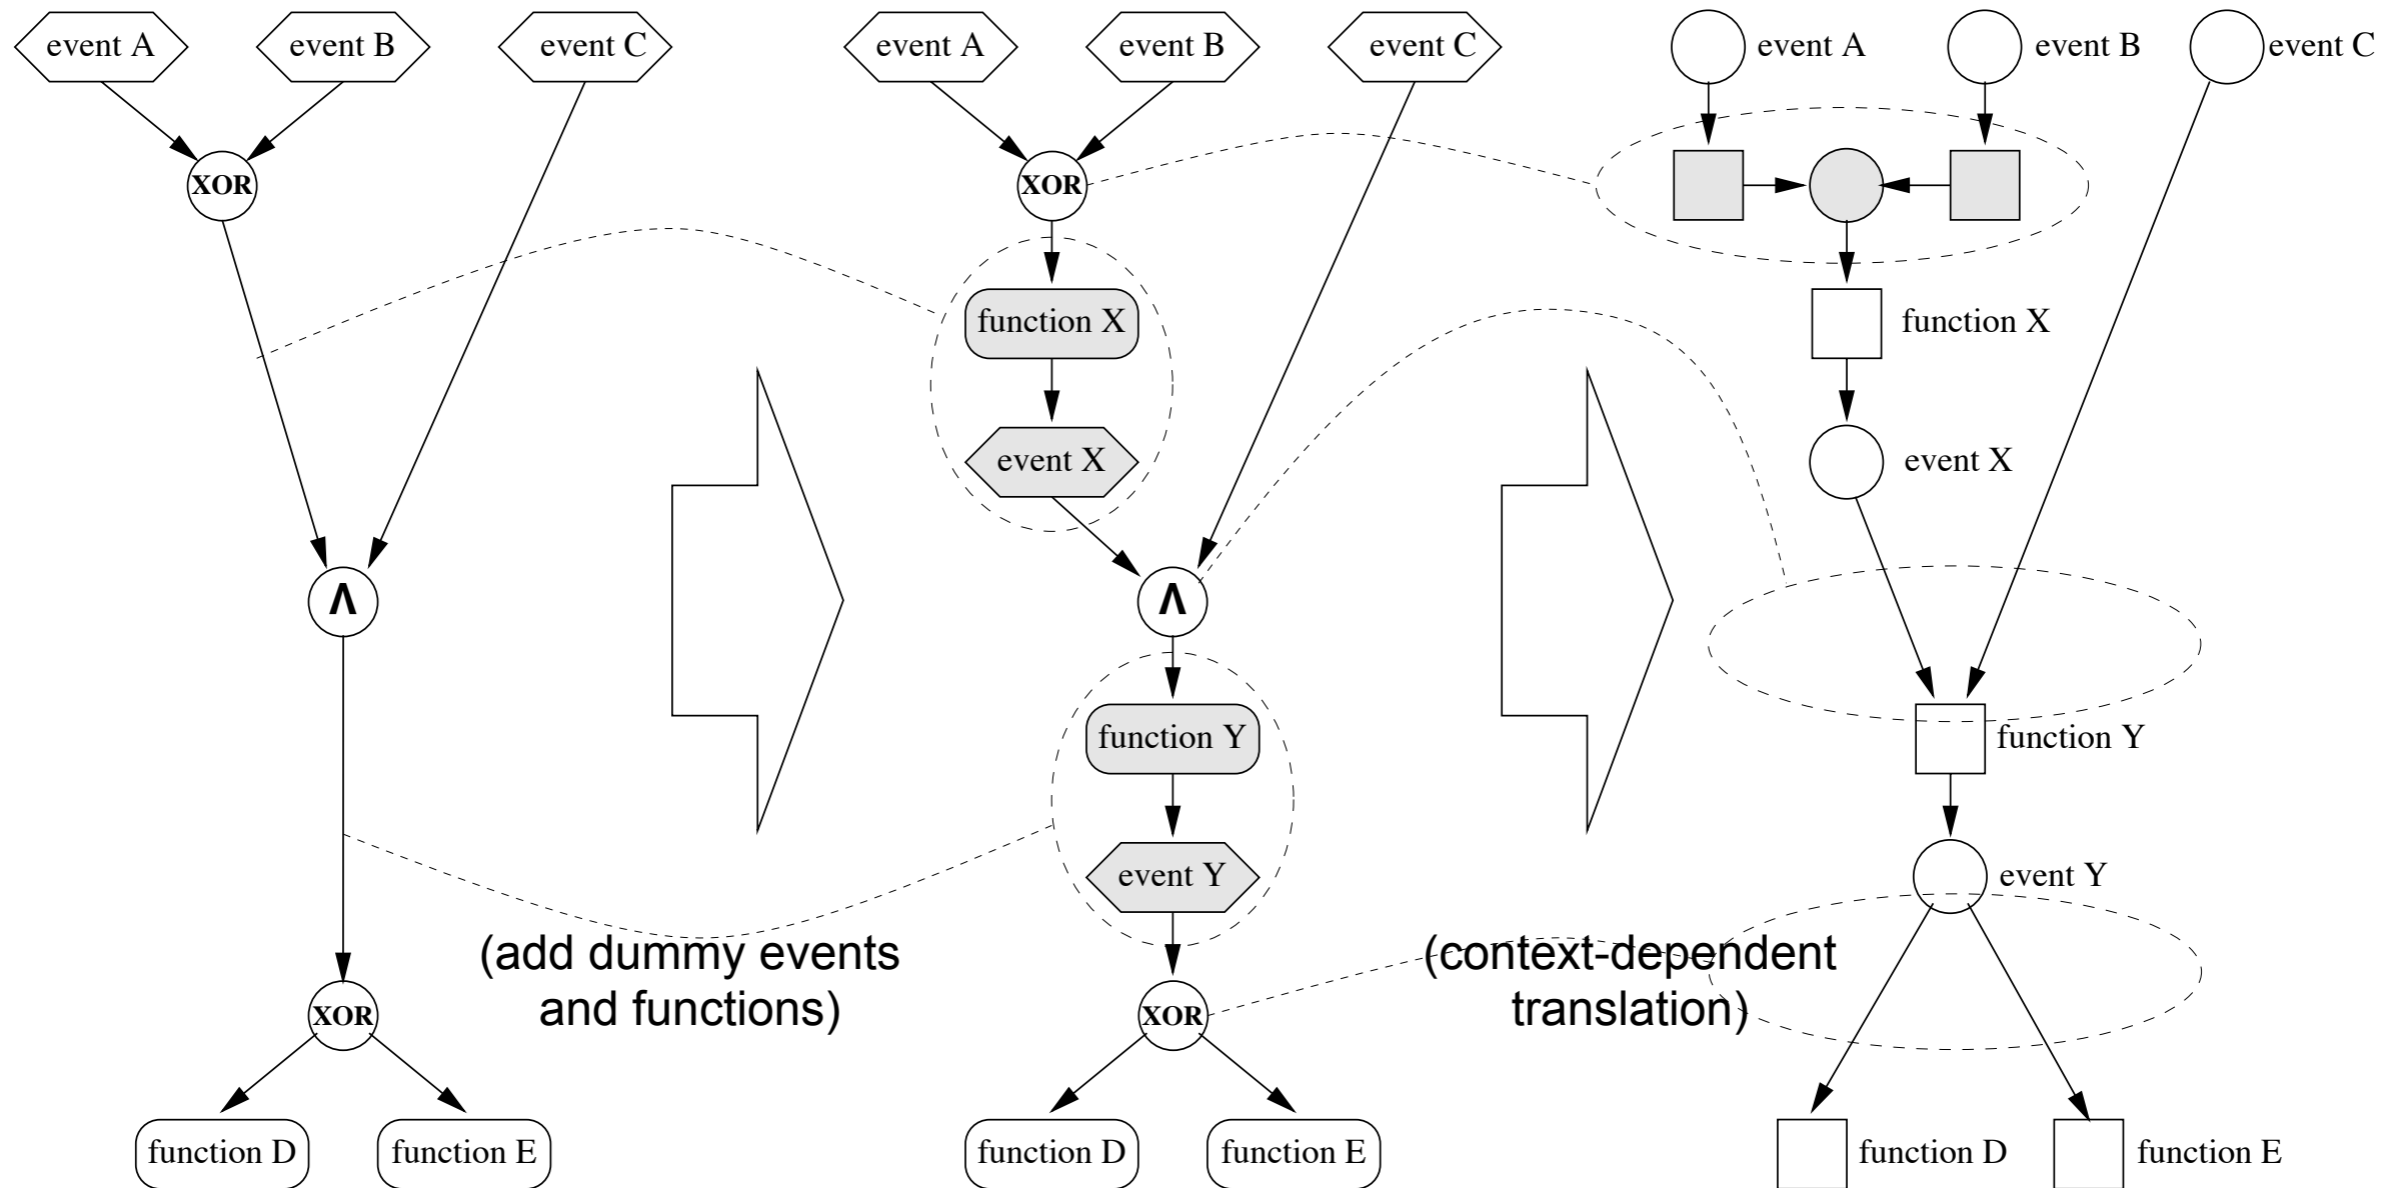 event A
event B
event C
XOR
Λ
XOR
function D
function E
(add dummy events
and functions)
event A
event B
event C
XOR
function X
event X
Λ
function Y
event Y
XOR
function D
function E
(context-dependent
translation)
event A
event B
event C
function X
event X
function Y
event Y
function D
function E